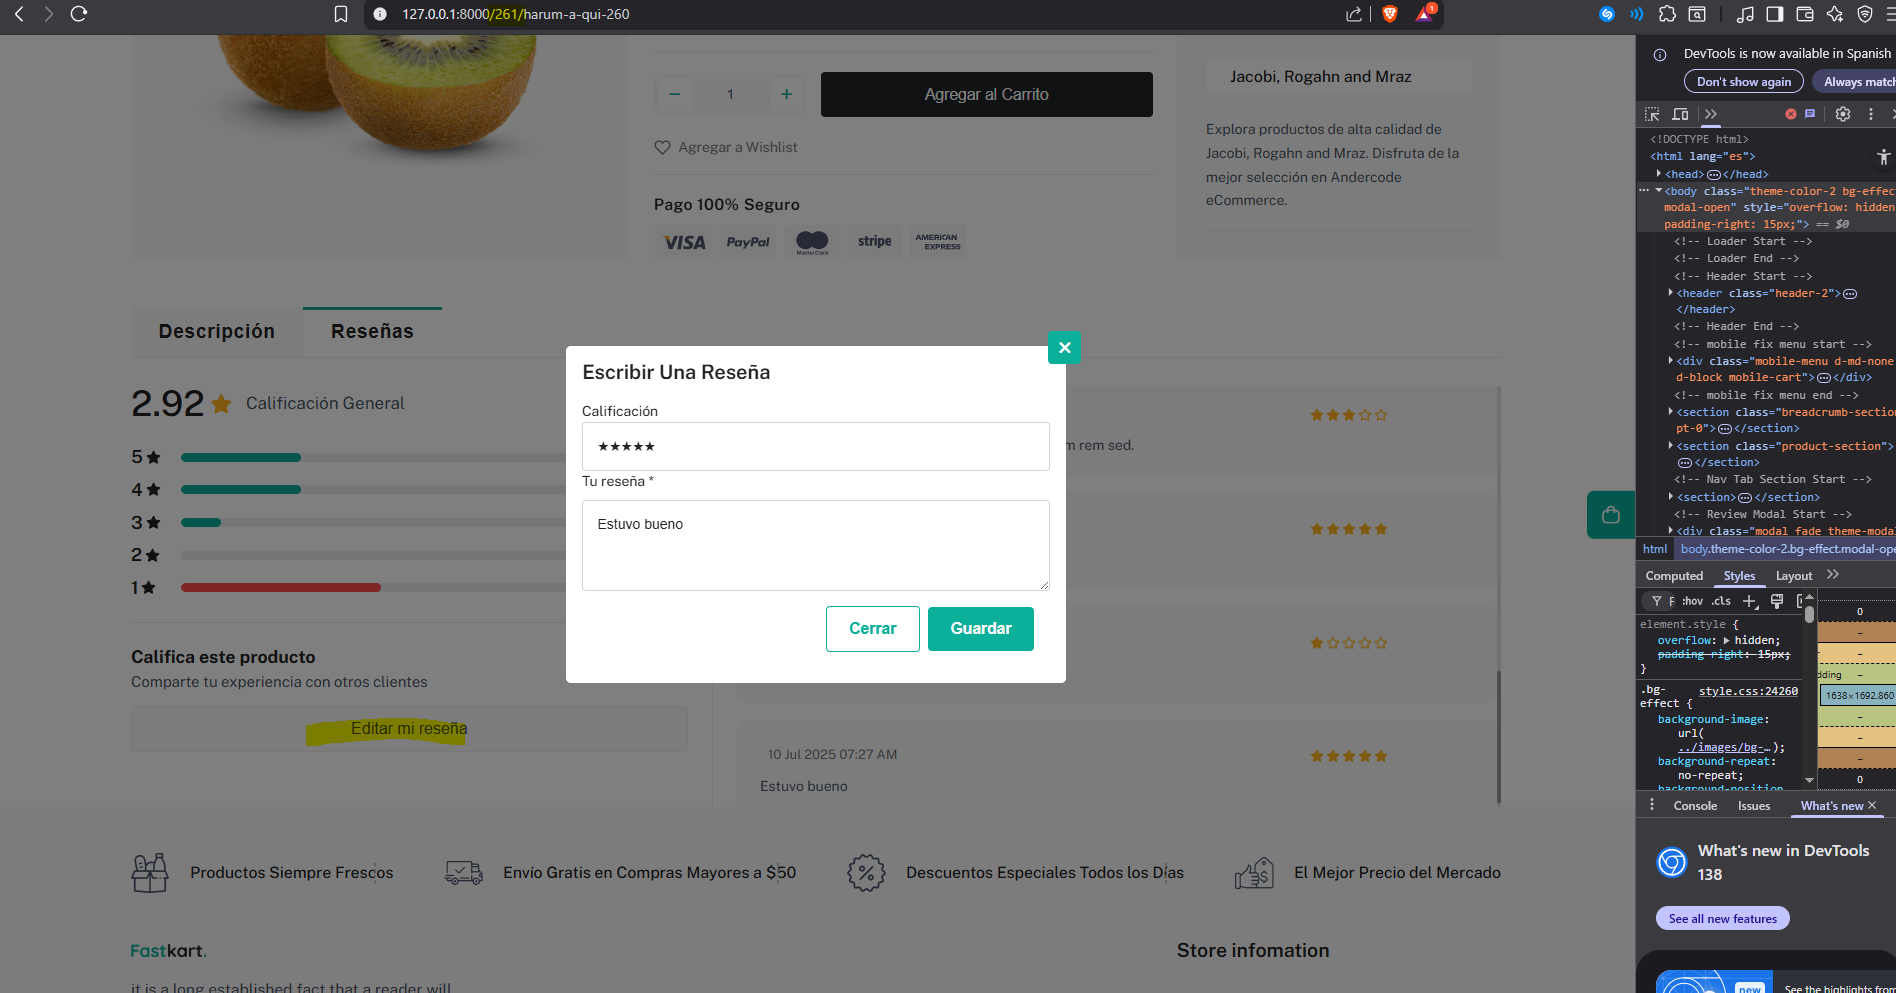 127.0.0.1:8000/261/harum-a-qui-260
1
DevTools is now available in Spanish
Don't show again
Always match
Jacobi, Rogahn and Mraz
1
Agregar al Carrito
Agregar a Wishlist
Explora productos de alta calidad de
Jacobi, Rogahn and Mraz. Disfruta de la
mejor selección en Andercode
eCommerce.
Pago 100% Seguro
VISA
PayPal
MasterCard
stripe
AMERICAN
EXPRESS
Descripción
Reseñas
2.92
Calificación General
5
4
3
2
1
Califica este producto
Comparte tu experiencia con otros clientes
Editar mi reseña
Escribir Una Reseña
Calificación
★★★★★
Tu reseña *
Estuvo bueno
Cerrar
Guardar
m rem sed.
10 Jul 2025 07:27 AM
Estuvo bueno
Productos Siempre Frescos
Envío Gratis en Compras Mayores a $50
Descuentos Especiales Todos los Días
El Mejor Precio del Mercado
Fastkart.
it is a long established fact that a reader will
Store infomation
<!DOCTYPE html>
<html lang="es">
<head> </head>
<body class="theme-color-2 bg-effec
modal-open" style="overflow: hidden
padding-right: 15px;"> == $0
<!-- Loader Start -->
<!-- Loader End -->
<!-- Header Start -->
<header class="header-2">
</header>
<!-- Header End -->
<!-- mobile fix menu start -->
<div class="mobile-menu d-md-none
d-block mobile-cart"> </div>
<!-- mobile fix menu end -->
<section class="breadcrumb-section
pt-0"> </section>
<section class="product-section">
</section>
<!-- Nav Tab Section Start -->
<section> </section>
<!-- Review Modal Start -->
<div class="modal fade theme-modal
html
body.theme-color-2.bg-effect.modal-ope
Computed
Styles
Layout
F
:hov
.cls
element.style {
overflow: hidden;
padding-right: 15px;
}
.bg-
effect {
style.css:24260
background-image:
url(
../images/bg-…);
background-repeat:
no-repeat;
background-position
0
–
–
dding
–
1638×1692.860
–
–
–
0
Console
Issues
What's new
What's new in DevTools
138
See all new features
new
See the highlights from